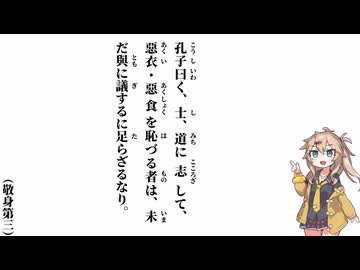 孔子曰く、士、道に志して、
惡衣・惡食を恥づる者は、未
だ與に議するに足らざるなり。
(敬身第三)